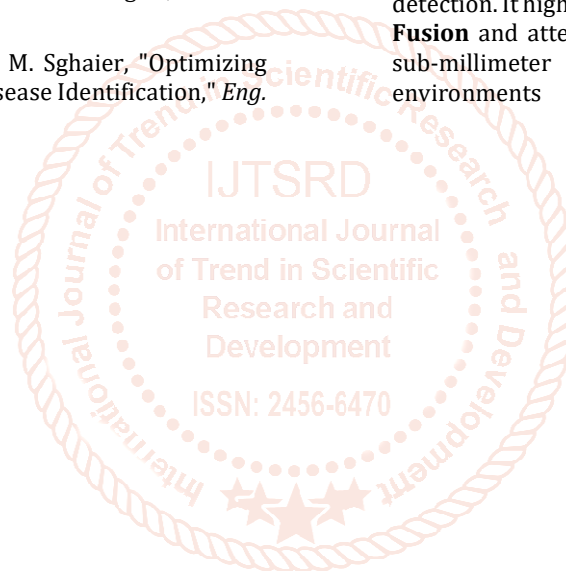 M. Sghaier, "Optimizing
sease Identification," Eng.
detection. It high
Fusion and atte
sub-millimeter
environments
International Journal of Trend in Scientific Research and Development
IJTSRD
International Journal
of Trend in Scientific
Research and
Development
ISSN: 2456-6470